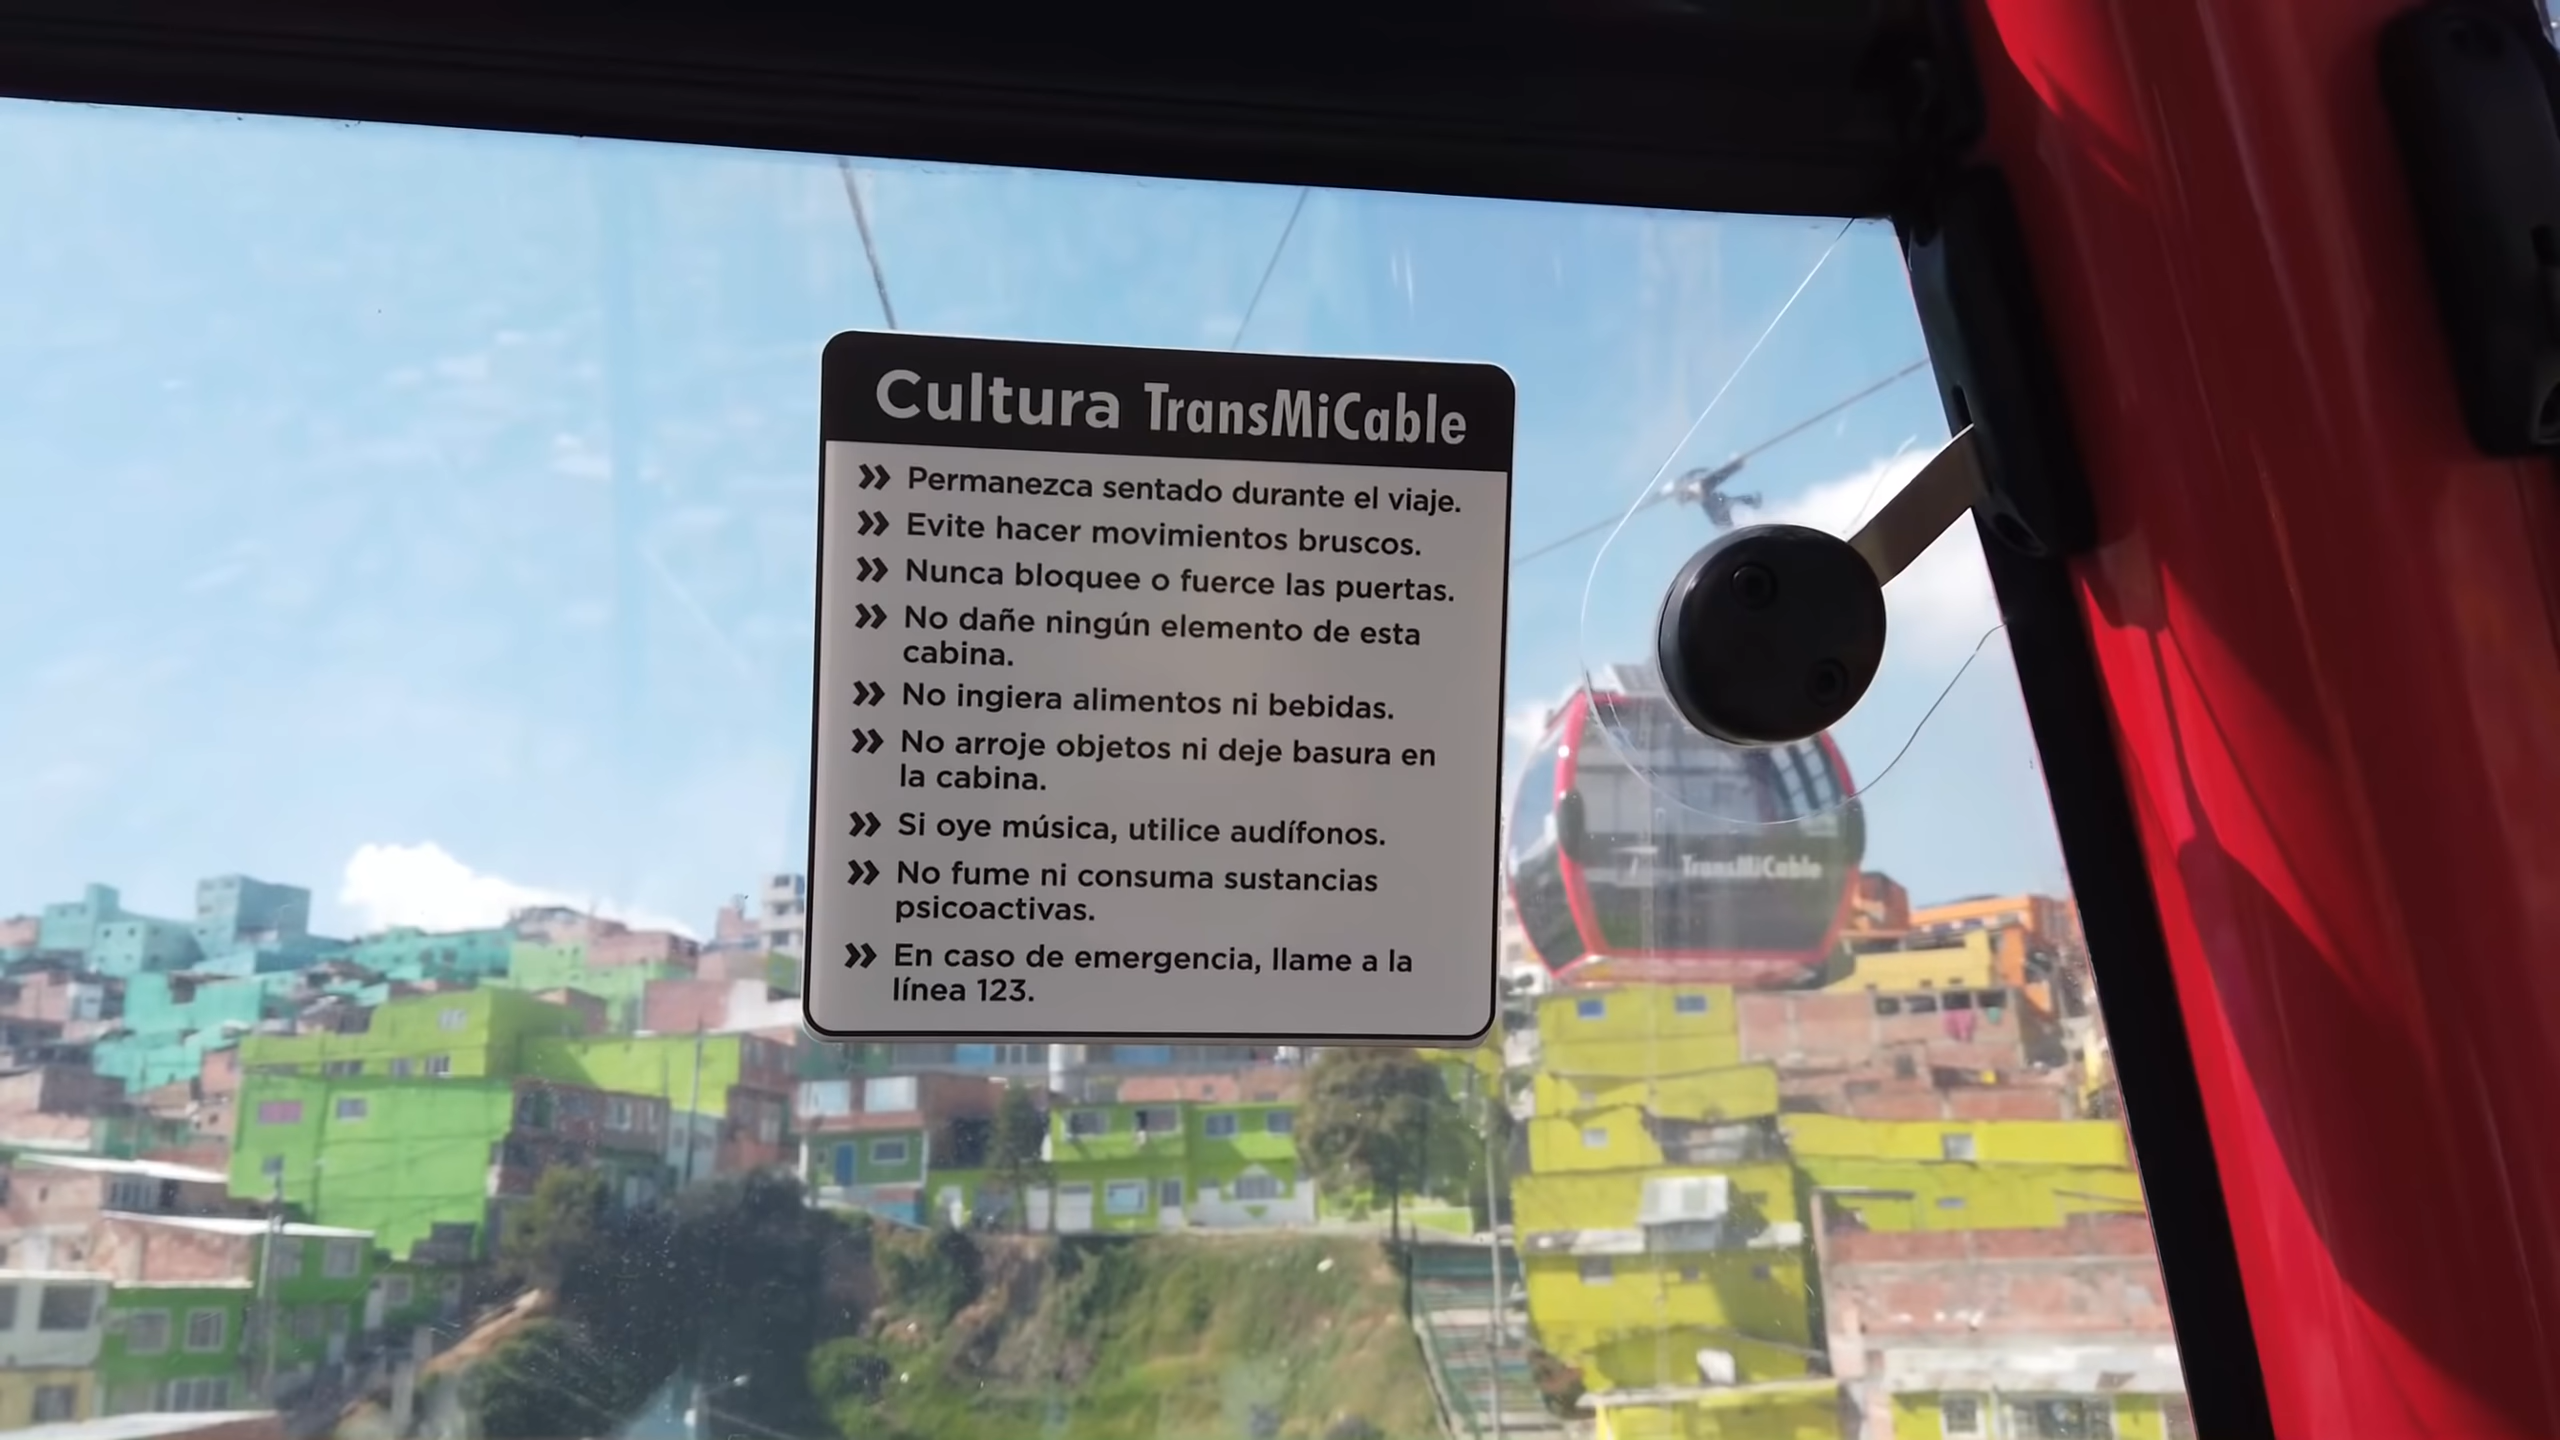 Cultura TransMiCable
» Permanezca sentado durante el viaje.
» Evite hacer movimientos bruscos.
» Nunca bloquee o fuerce las puertas.
» No dañe ningún elemento de esta
cabina.
» No ingiera alimentos ni bebidas.
» No arroje objetos ni deje basura en
la cabina.
» Si oye música, utilice audífonos.
» No fume ni consuma sustancias
psicoactivas.
» En caso de emergencia, llame a la
línea 123.
TransMiCable